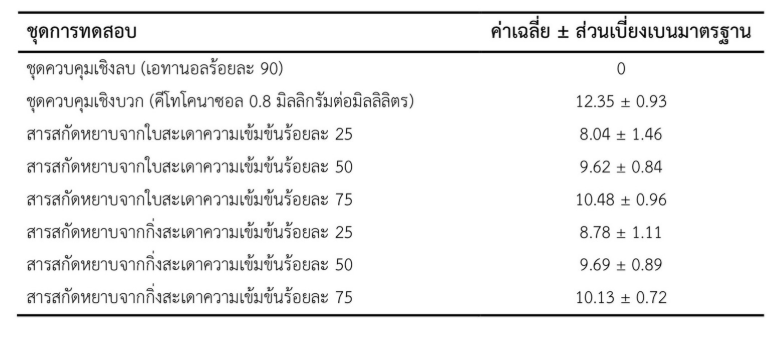 ชุดการทดสอบ ค่าเฉลี่ย ± ส่วนเบี่ยงเบนมาตรฐาน
ชุดควบคุมเชิงลบ (เอทานอลร้อยละ 90) 0
ชุดควบคุมเชิงบวก (คีโทโคนาซอล 0.8 มิลลิกรัมต่อมิลลิลิตร) 12.35 ± 0.93
สารสกัดหยาบจากใบสะเดาความเข้มข้นร้อยละ 25 8.04 ± 1.46
สารสกัดหยาบจากใบสะเดาความเข้มข้นร้อยละ 50 9.62 ± 0.84
สารสกัดหยาบจากใบสะเดาความเข้มข้นร้อยละ 75 10.48 ± 0.96
สารสกัดหยาบจากกิ่งสะเดาความเข้มข้นร้อยละ 25 8.78 ± 1.11
สารสกัดหยาบจากกิ่งสะเดาความเข้มข้นร้อยละ 50 9.69 ± 0.89
สารสกัดหยาบจากกิ่งสะเดาความเข้มข้นร้อยละ 75 10.13 ± 0.72